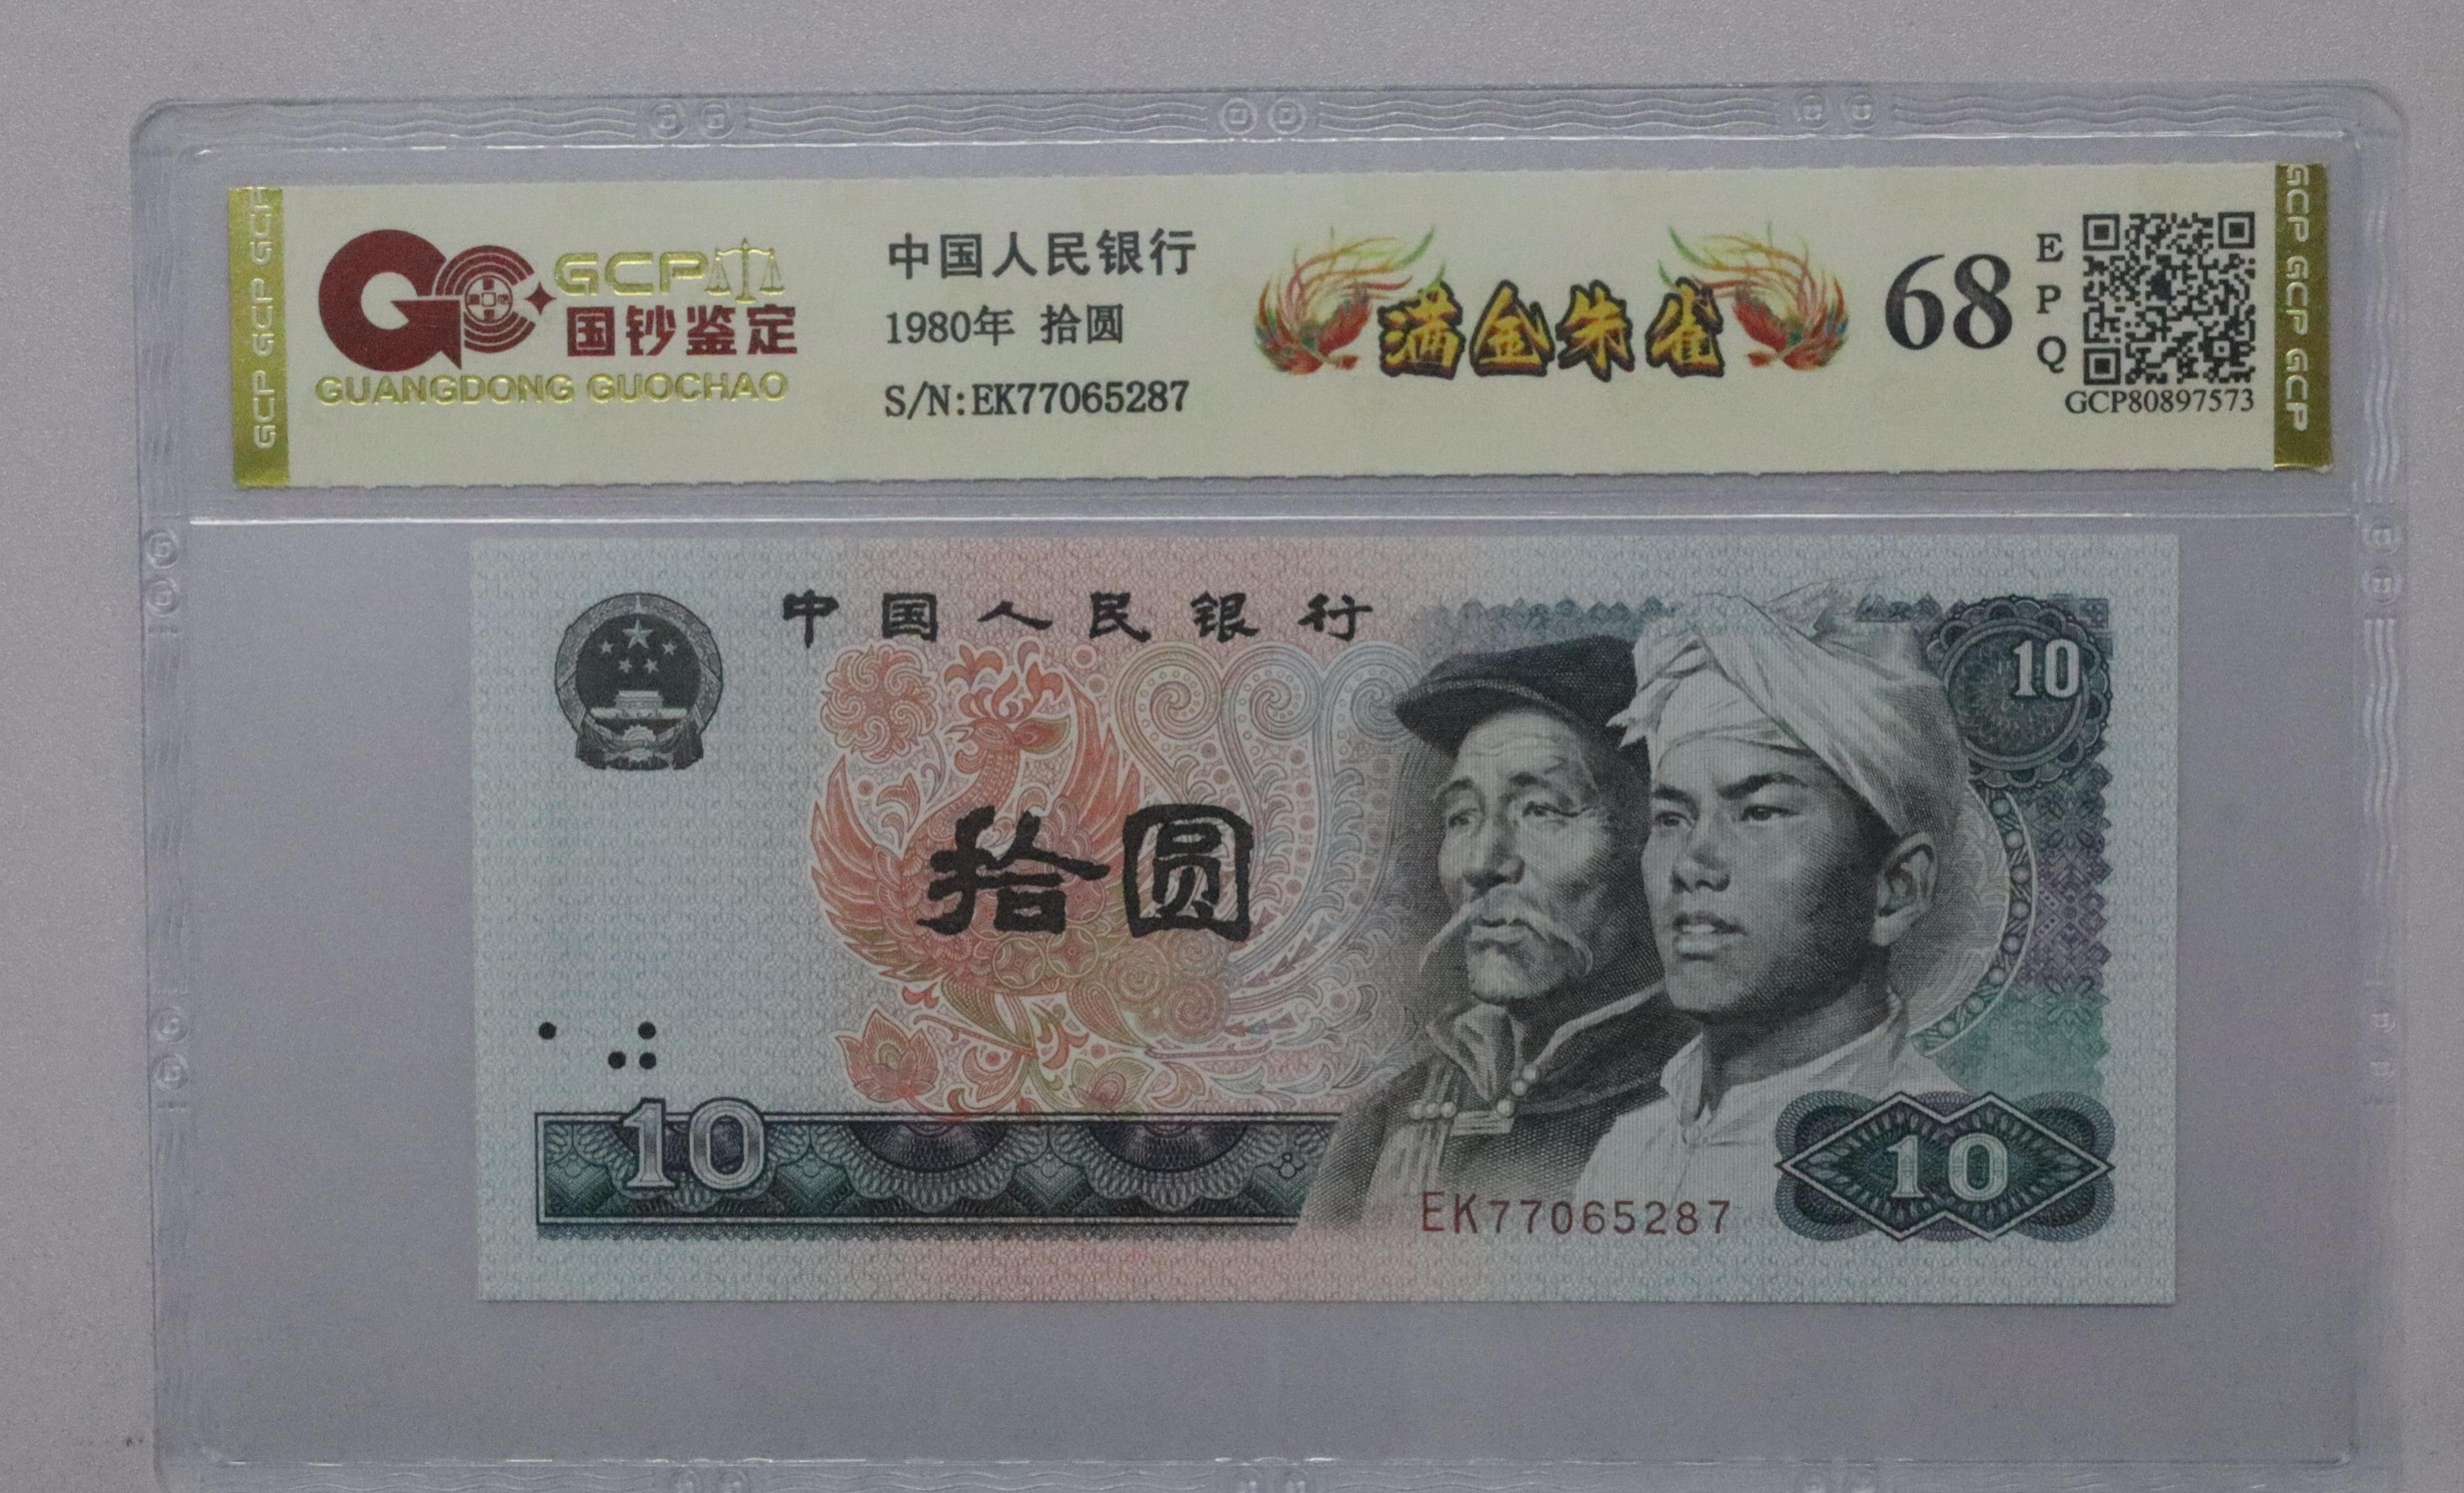 GCP GCP GCP
GCP
国钞鉴定
GUANGDONG GUOCHAO
中国人民银行
1980年 拾圆
S/N:EK77065287
满金朱雀
68
E
P
Q
GCP80897573
GCP GCP GCP
中国人民银行
10
拾圆
10
EK77065287
10